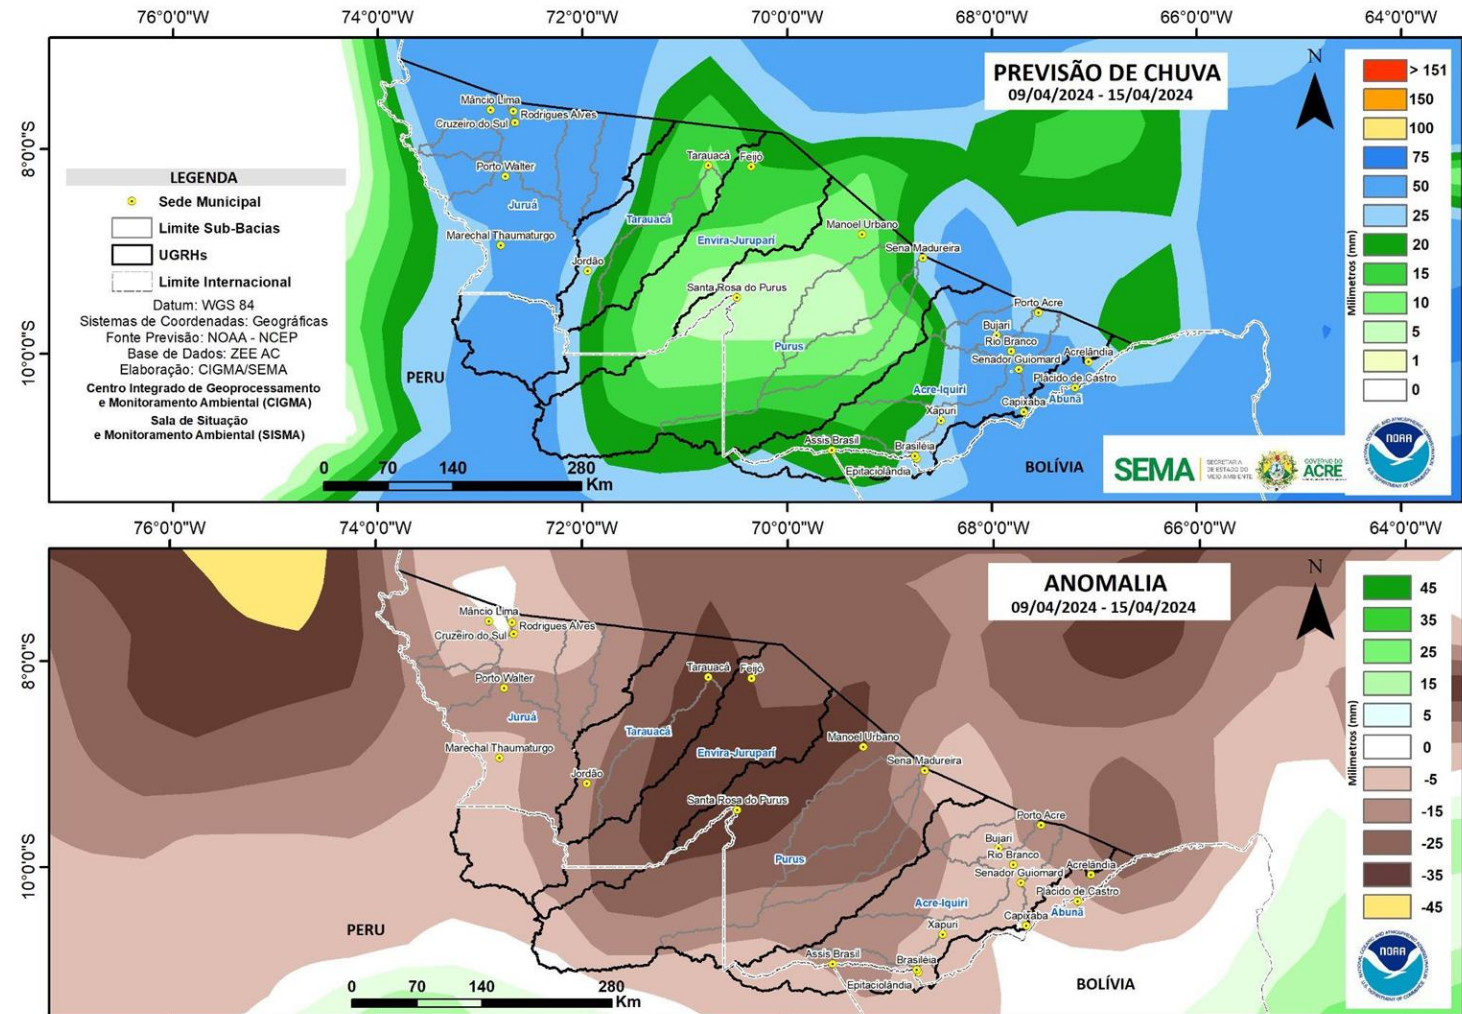 76°0'0"W
74°0'0"W
72°0'0"W
70°0'0"W
68°0'0"W
66°0'0"W
64°0'0"W
8°0'0"S
10°0'0"S
PREVISÃO DE CHUVA
09/04/2024 - 15/04/2024
N
> 151
150
100
75
50
25
20
15
10
5
1
0
Milímetros (mm)
LEGENDA
Sede Municipal
Limite Sub-Bacias
UGRHs
Limite Internacional
Datum: WGS 84
Sistemas de Coordenadas: Geográficas
Fonte Previsão: NOAA - NCEP
Base de Dados: ZEE AC
Elaboração: CIGMA/SEMA
Centro Integrado de Geoprocessamento
e Monitoramento Ambiental (CIGMA)
Sala de Situação
e Monitoramento Ambiental (SISMA)
Mâncio Lima
Rodrigues Alves
Cruzeiro do Sul
Porto Walter
Juruá
Marechal Thaumaturgo
Jordão
Tarauacá
Feijó
Tarauacá
Envira-Jurupari
Manoel Urbano
Sena Madureira
Santa Rosa do Purus
Purus
Porto Acre
Bujari
Rio Branco
Acrelândia
Senador Guiomard
Plácido de Castro
Acre-Iquiri
Abunã
Capixaba
Xapuri
Assis Brasil
Brasiléia
Epitaciolândia
PERU
BOLÍVIA
0 70 140 280
Km
SEMA
SECRETARIA
DE ESTADO DO
MEIO AMBIENTE
GOVERNO DO
ACRE
NOAA
76°0'0"W
74°0'0"W
72°0'0"W
70°0'0"W
68°0'0"W
66°0'0"W
64°0'0"W
8°0'0"S
10°0'0"S
ANOMALIA
09/04/2024 - 15/04/2024
N
45
35
25
15
5
0
-5
-15
-25
-35
-45
Milímetros (mm)
Mâncio Lima
Rodrigues Alves
Cruzeiro do Sul
Porto Walter
Juruá
Marechal Thaumaturgo
Jordão
Tarauacá
Feijó
Tarauacá
Envira-Jurupari
Manoel Urbano
Sena Madureira
Santa Rosa do Purus
Purus
Porto Acre
Bujari
Rio Branco
Acrelândia
Senador Guiomard
Plácido de Castro
Acre-Iquiri
Abunã
Capixaba
Xapuri
Assis Brasil
Brasiléia
Epitaciolândia
PERU
BOLÍVIA
0 70 140 280
Km
NOAA